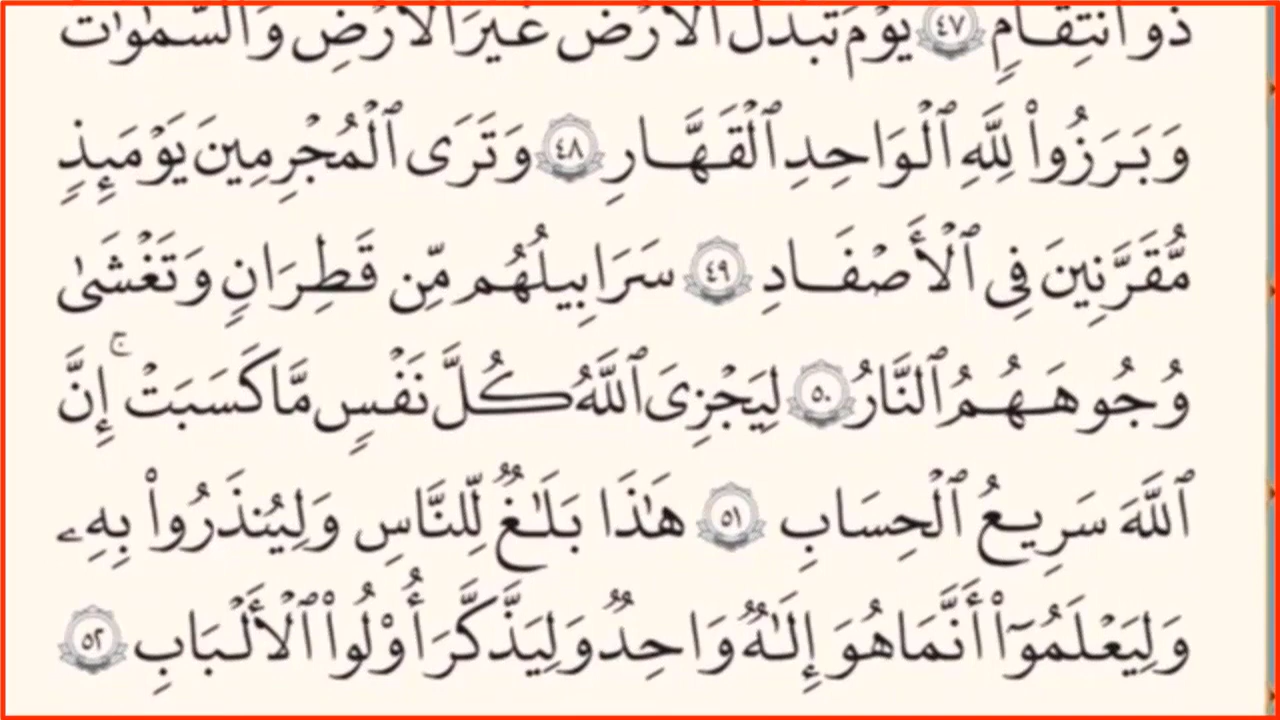 ذُو ٱنتِقَامٖ ٤٧ يَوۡمَ تُبَدَّلُ ٱلۡأَرۡضُ غَيۡرَ ٱلۡأَرۡضِ وَٱلسَّمَٰوَٰتُ
وَبَرَزُواْ لِلَّهِ ٱلۡوَٰحِدِ ٱلۡقَهَّارِ ٤٨ وَتَرَى ٱلۡمُجۡرِمِينَ يَوۡمَئِذٖ
مُّقَرَّنِينَ فِي ٱلۡأَصۡفَادِ ٤٩ سَرَابِيلُهُم مِّن قَطِرَانٖ وَتَغۡشَىٰ
وُجُوهَهُمُ ٱلنَّارُ ٥٠ لِيَجۡزِيَ ٱللَّهُ كُلَّ نَفۡسٖ مَّا كَسَبَتۡۚ إِنَّ
ٱللَّهَ سَرِيعُ ٱلۡحِسَابِ ٥١ هَٰذَا بَلَٰغٞ لِّلنَّاسِ وَلِيُنذَرُواْ بِهِۦ
وَلِيَعۡلَمُوٓاْ أَنَّمَا هُوَ إِلَٰهٞ وَٰحِدٞ وَلِيَذَّكَّرَ أُوْلُواْ ٱلۡأَلۡبَٰبِ ٥٢